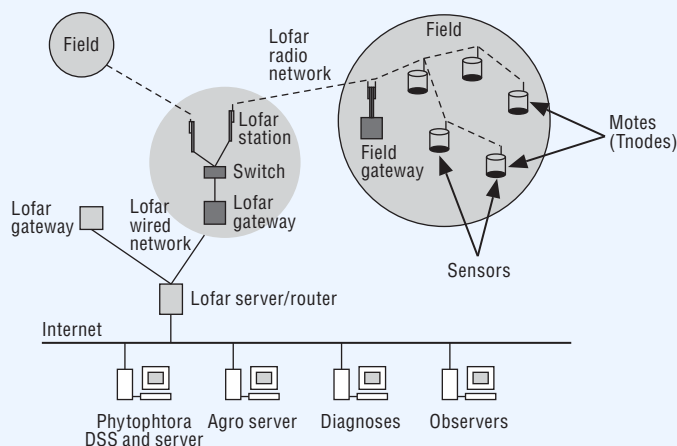 Field
Lofar
radio
network
Field
Lofar
station
Field
gateway
Motes
(Tnodes)
Switch
Lofar
gateway
Lofar
wired
network
Lofar
gateway
Sensors
Lofar server/router
Internet
Phytophtora
DSS and server
Agro server
Diagnoses
Observers